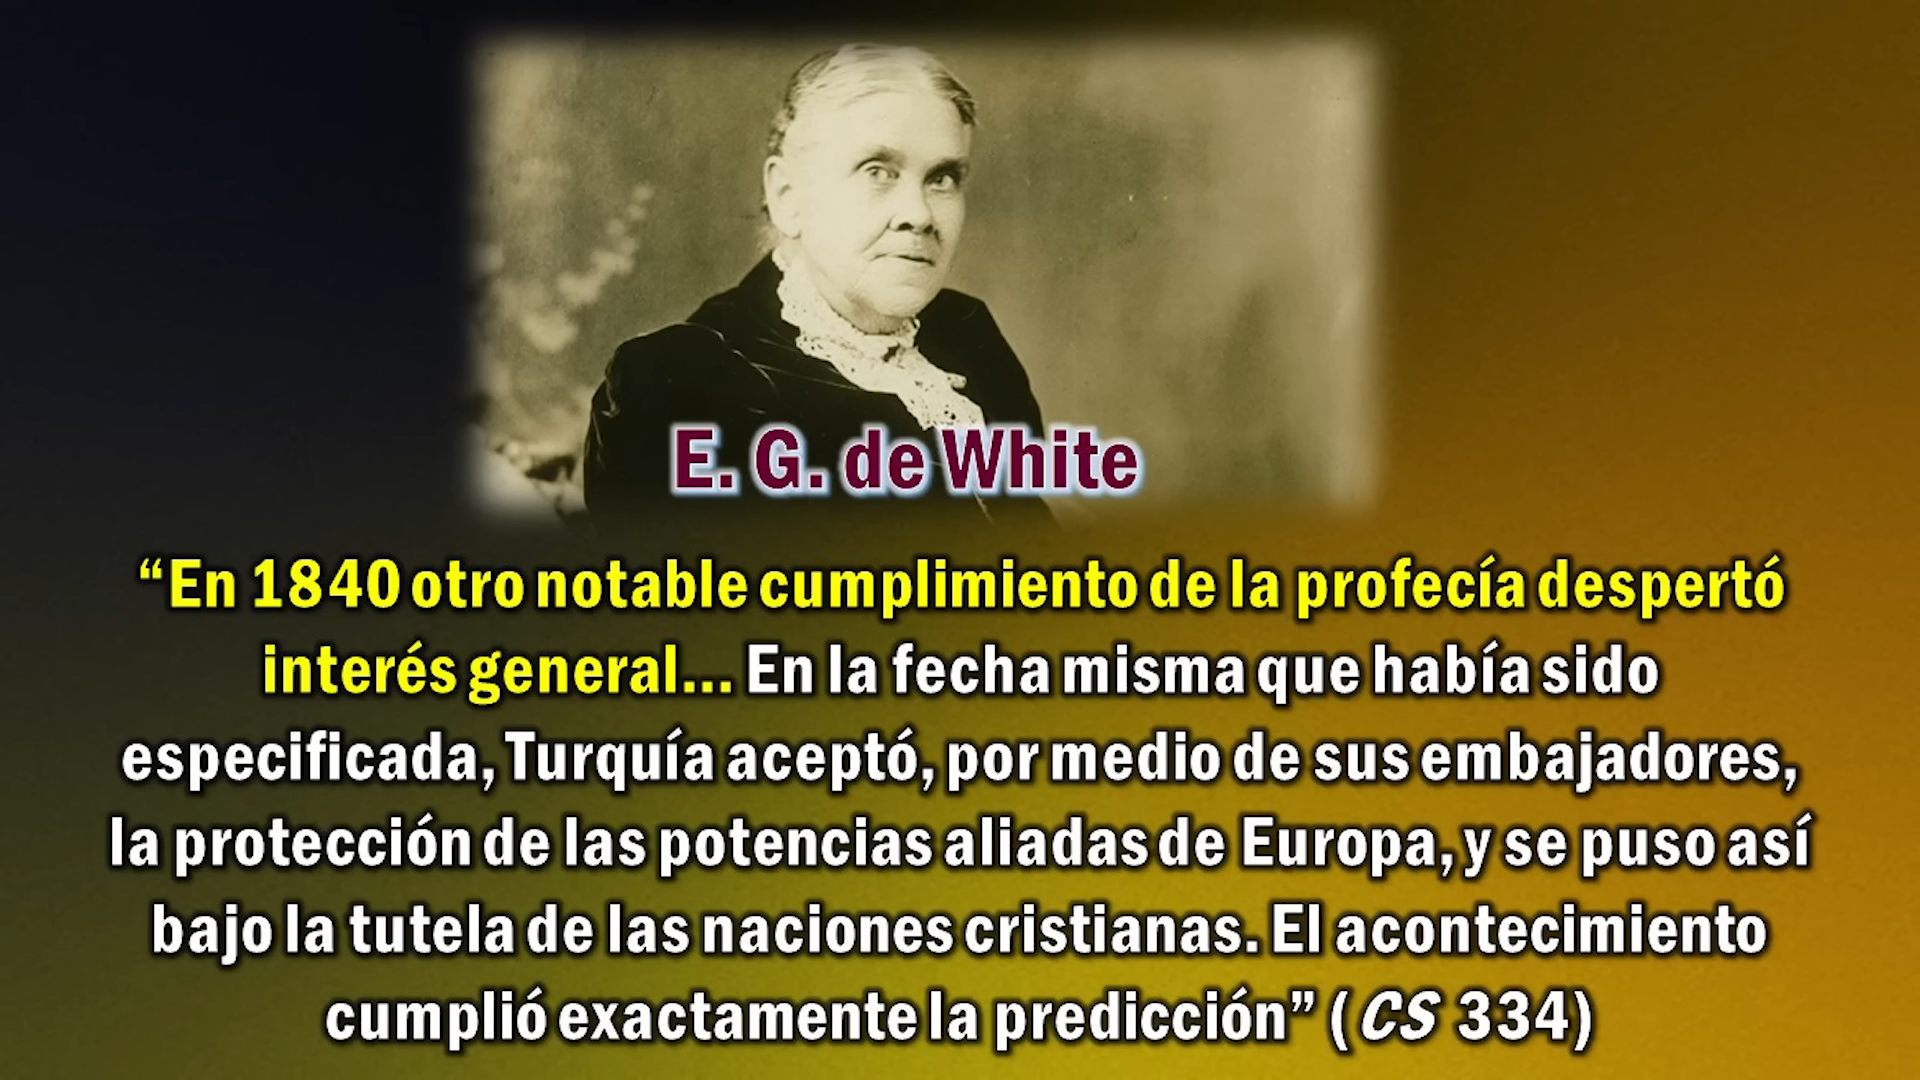 E. G. de White
“En 1840 otro notable cumplimiento de la profecía despertó
interés general... En la fecha misma que había sido
especificada, Turquía aceptó, por medio de sus embajadores,
la protección de las potencias aliadas de Europa, y se puso así
bajo la tutela de las naciones cristianas. El acontecimiento
cumplió exactamente la predicción” (CS 334)